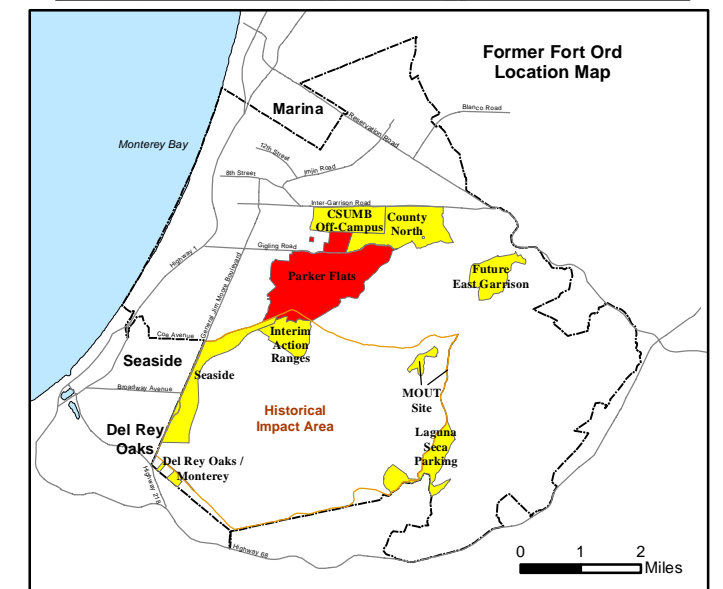 Former Fort Ord
Location Map
Marina
Blanco Road
Reservation Road
Monterey Bay
12th Street
Imjin Road
8th Street
Inter-Garrison Road
CSUMB
Off-Campus
County
North
Gigling Road
Highway 1
General Jim Moore Boulevard
Parker Flats
Future
East Garrison
Coe Avenue
Interim
Action
Ranges
Seaside
Seaside
Broadway Avenue
MOUT
Site
Historical
Impact Area
Del Rey
Oaks
Laguna
Seca
Parking
Del Rey Oaks /
Monterey
Highway 218
Highway 68
0 1 2
Miles